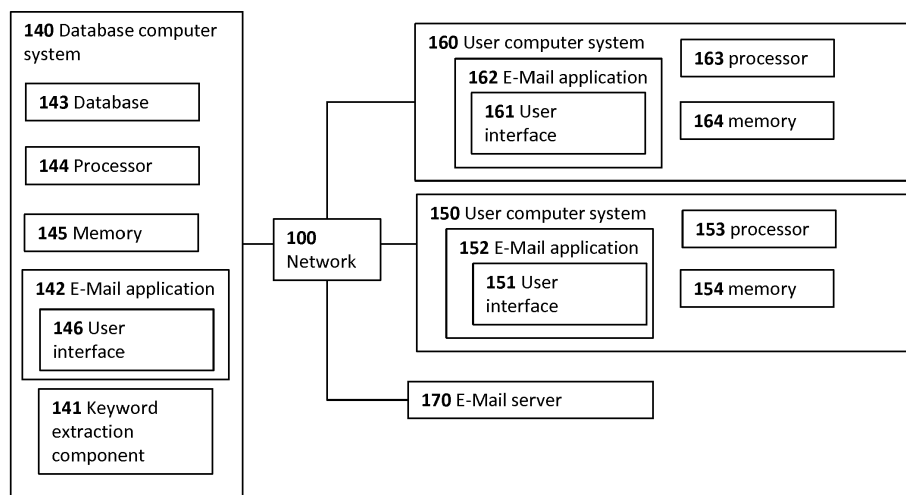 140 Database computer
system
143 Database
144 Processor
145 Memory
142 E-Mail application
146 User
interface
141 Keyword
extraction
component
100
Network
160 User computer system
162 E-Mail application
161 User
interface
163 processor
164 memory
150 User computer system
152 E-Mail application
151 User
interface
153 processor
154 memory
170 E-Mail server